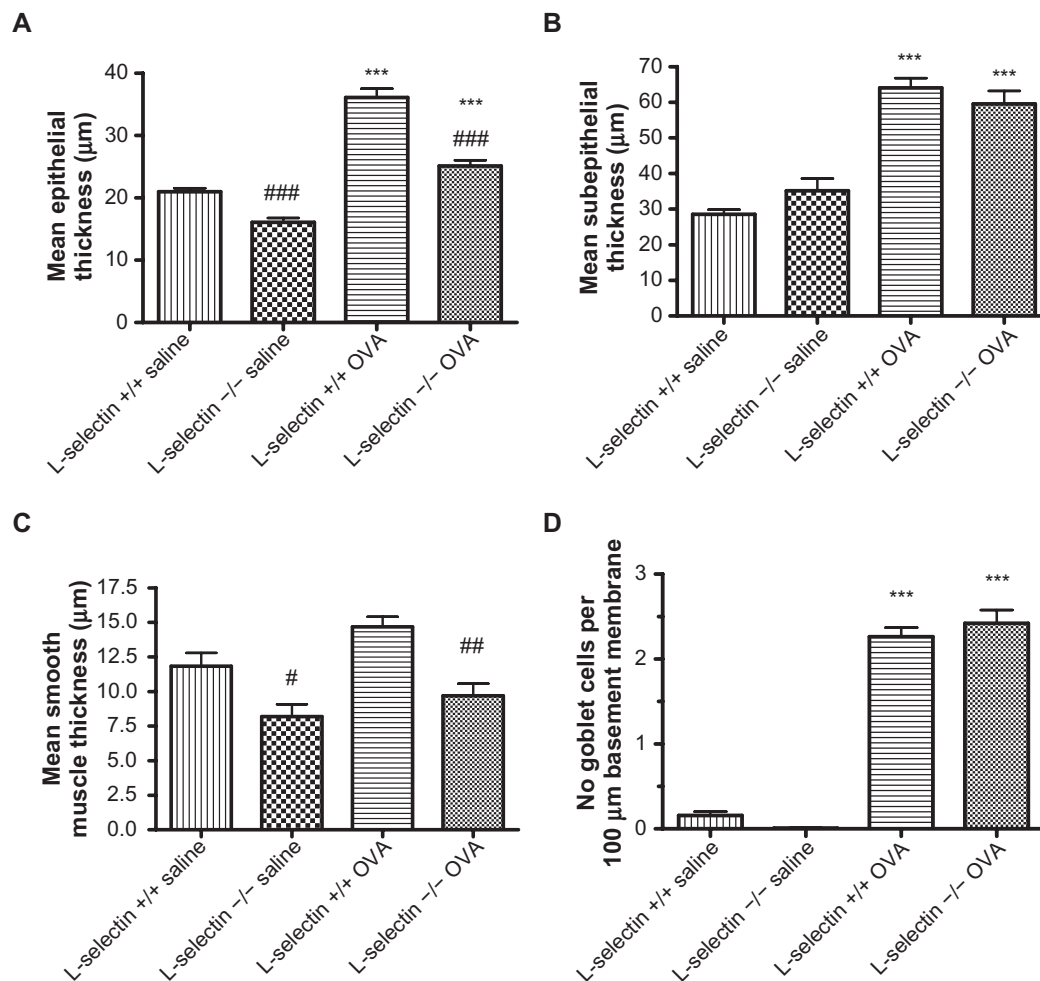 A
Mean epithelial
thickness (μm)
40
30
20
10
0
###
***
***
###
L-selectin +/+ saline
L-selectin −/− saline
L-selectin +/+ OVA
L-selectin −/− OVA
B
Mean subepithelial
thickness (μm)
70
60
50
40
30
20
10
0
***
***
L-selectin +/+ saline
L-selectin −/− saline
L-selectin +/+ OVA
L-selectin −/− OVA
C
Mean smooth
muscle thickness (μm)
17.5
15.0
12.5
10.0
7.5
5.0
2.5
0.0
#
##
L-selectin +/+ saline
L-selectin −/− saline
L-selectin +/+ OVA
L-selectin −/− OVA
D
No goblet cells per
100 μm basement membrane
3
2
1
0
***
***
L-selectin +/+ saline
L-selectin −/− saline
L-selectin +/+ OVA
L-selectin −/− OVA